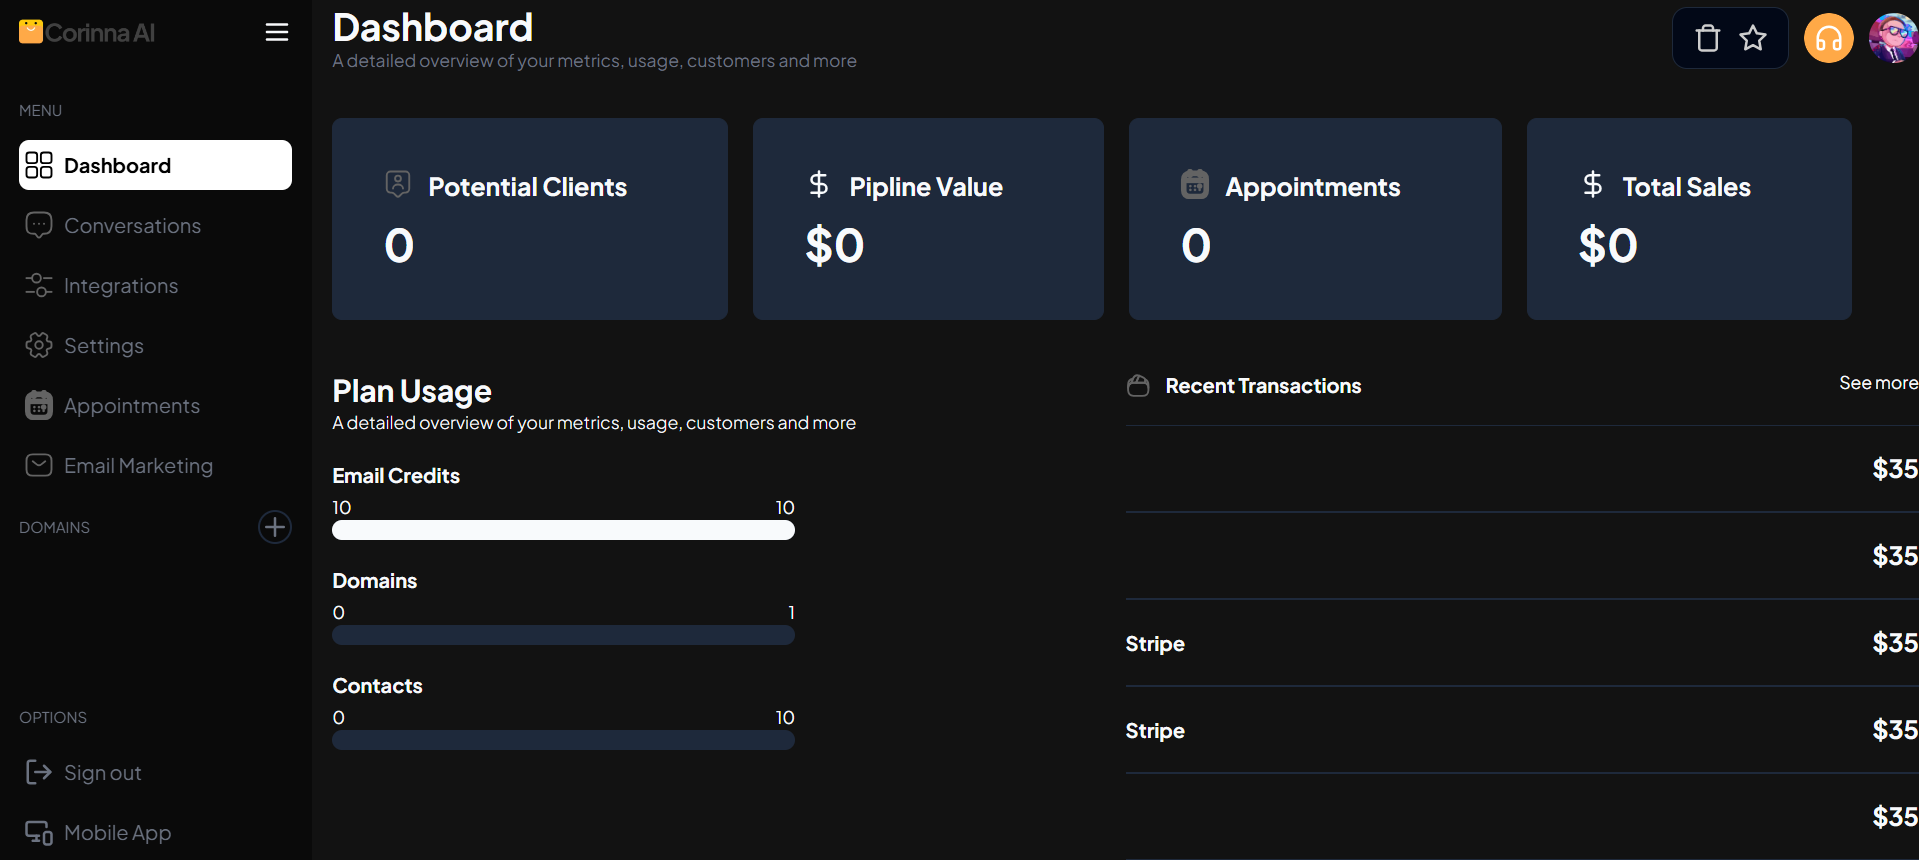 Corinna AI
MENU
Dashboard
Conversations
Integrations
Settings
Appointments
Email Marketing
DOMAINS
OPTIONS
Sign out
Mobile App
Dashboard
A detailed overview of your metrics, usage, customers and more
Potential Clients
0
Pipline Value
$0
Appointments
0
Total Sales
$0
Plan Usage
A detailed overview of your metrics, usage, customers and more
Email Credits
10 10
Domains
0 1
Contacts
0 10
Recent Transactions
See more
$35
$35
Stripe $35
Stripe $35
$35